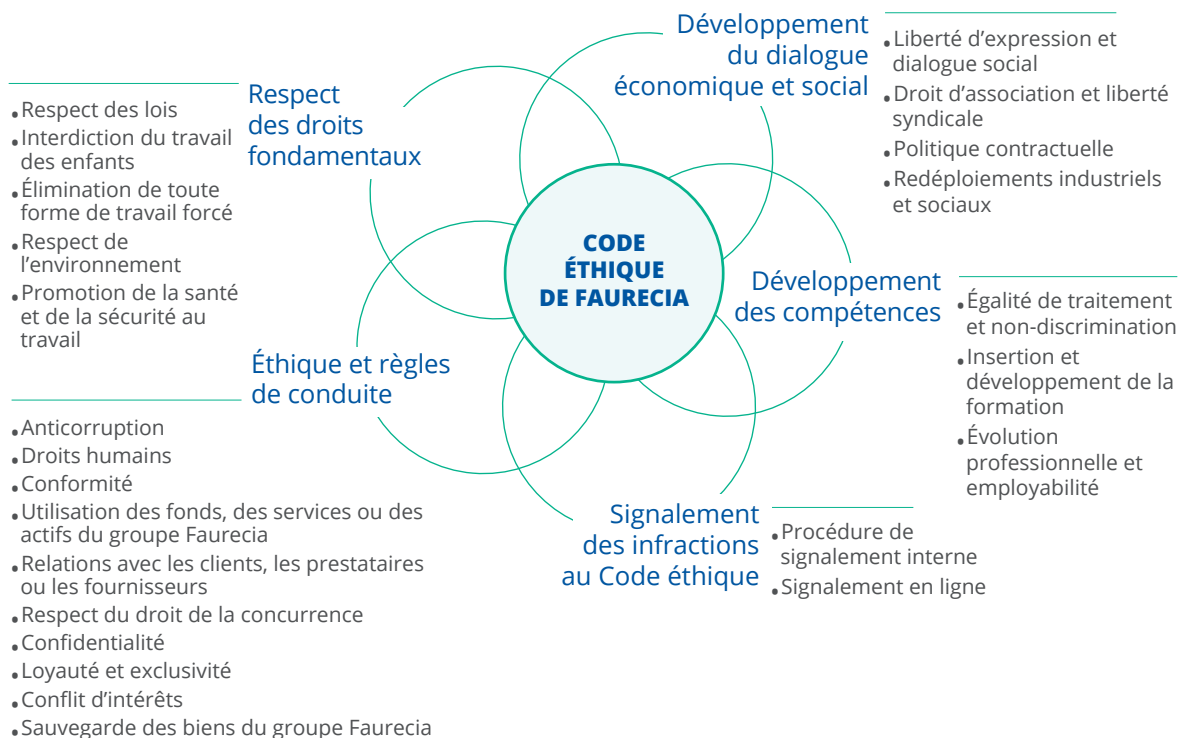 CODE
ÉTHIQUE
DE FAURECIA
Respect
des droits
fondamentaux
• Respect des lois
• Interdiction du travail
des enfants
• Élimination de toute
forme de travail forcé
• Respect de
l’environnement
• Promotion de la santé
et de la sécurité au
travail
Développement
du dialogue
économique et social
• Liberté d’expression et
dialogue social
• Droit d’association et liberté
syndicale
• Politique contractuelle
• Redéploiements industriels
et sociaux
Développement
des compétences
• Égalité de traitement
et non-discrimination
• Insertion et
développement de la
formation
• Évolution
professionnelle et
employabilité
Signalement
des infractions
au Code éthique
• Procédure de
signalement interne
• Signalement en ligne
Éthique et règles
de conduite
• Anticorruption
• Droits humains
• Conformité
• Utilisation des fonds, des services ou des
actifs du groupe Faurecia
• Relations avec les clients, les prestataires
ou les fournisseurs
• Respect du droit de la concurrence
• Confidentialité
• Loyauté et exclusivité
• Conflit d’intérêts
• Sauvegarde des biens du groupe Faurecia